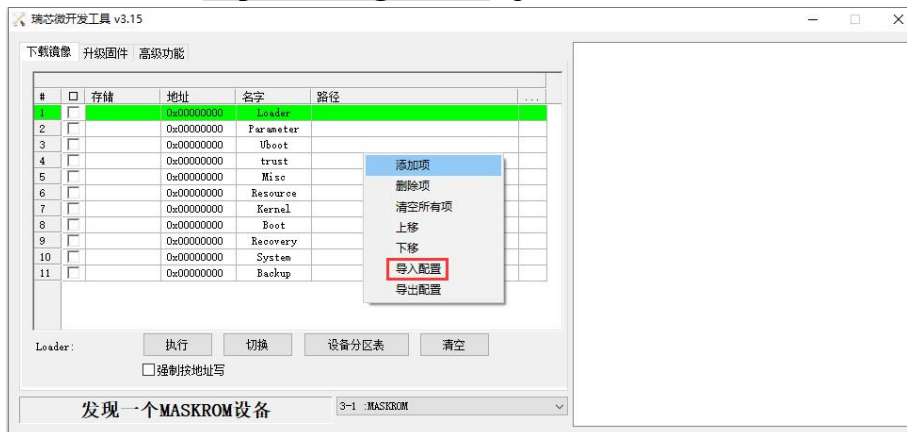 瑞芯微开发工具 v3.15
下载镜像 升级固件 高级功能
# 存储 地址 名字 路径 ...
1 0x00000000 Loader
2 0x00000000 Parameter
3 0x00000000 Uboot
4 0x00000000 trust
5 0x00000000 Misc
6 0x00000000 Resource
7 0x00000000 Kernel
8 0x00000000 Boot
9 0x00000000 Recovery
10 0x00000000 System
11 0x00000000 Backup
添加项
删除项
清空所有项
上移
下移
导入配置
导出配置
Loader: 执行 切换 设备分区表 清空
强制按地址写
发现一个MASKROM设备 3-1 :MASKROM